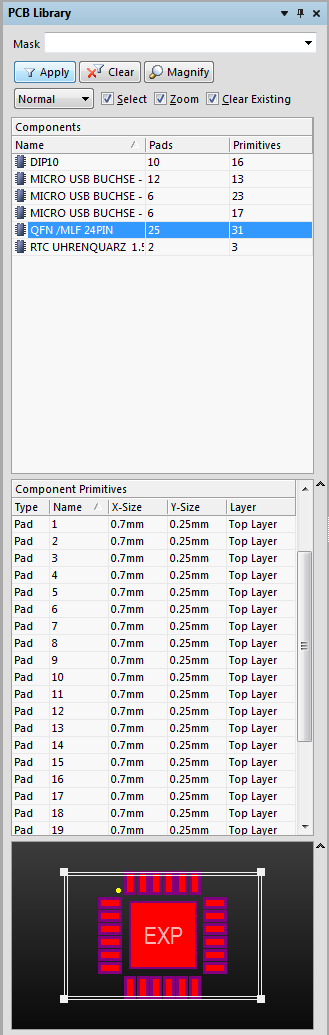 PCB Library
Mask
Apply Clear Magnify
Normal Select Zoom Clear Existing
Components
Name Pads Primitives
DIP10 10 16
MICRO USB BUCHSE - 12 13
MICRO USB BUCHSE - 6 23
MICRO USB BUCHSE - 6 17
QFN /MLF 24PIN 25 31
RTC UHRENQUARZ 1.5 2 3
Component Primitives
Type Name X-Size Y-Size Layer
Pad 1 0.7mm 0.25mm Top Layer
Pad 2 0.7mm 0.25mm Top Layer
Pad 3 0.7mm 0.25mm Top Layer
Pad 4 0.7mm 0.25mm Top Layer
Pad 5 0.7mm 0.25mm Top Layer
Pad 6 0.7mm 0.25mm Top Layer
Pad 7 0.7mm 0.25mm Top Layer
Pad 8 0.7mm 0.25mm Top Layer
Pad 9 0.7mm 0.25mm Top Layer
Pad 10 0.7mm 0.25mm Top Layer
Pad 11 0.7mm 0.25mm Top Layer
Pad 12 0.7mm 0.25mm Top Layer
Pad 13 0.7mm 0.25mm Top Layer
Pad 14 0.7mm 0.25mm Top Layer
Pad 15 0.7mm 0.25mm Top Layer
Pad 16 0.7mm 0.25mm Top Layer
Pad 17 0.7mm 0.25mm Top Layer
Pad 18 0.7mm 0.25mm Top Layer
Pad 19 0.7mm 0.25mm Top Layer
EXP